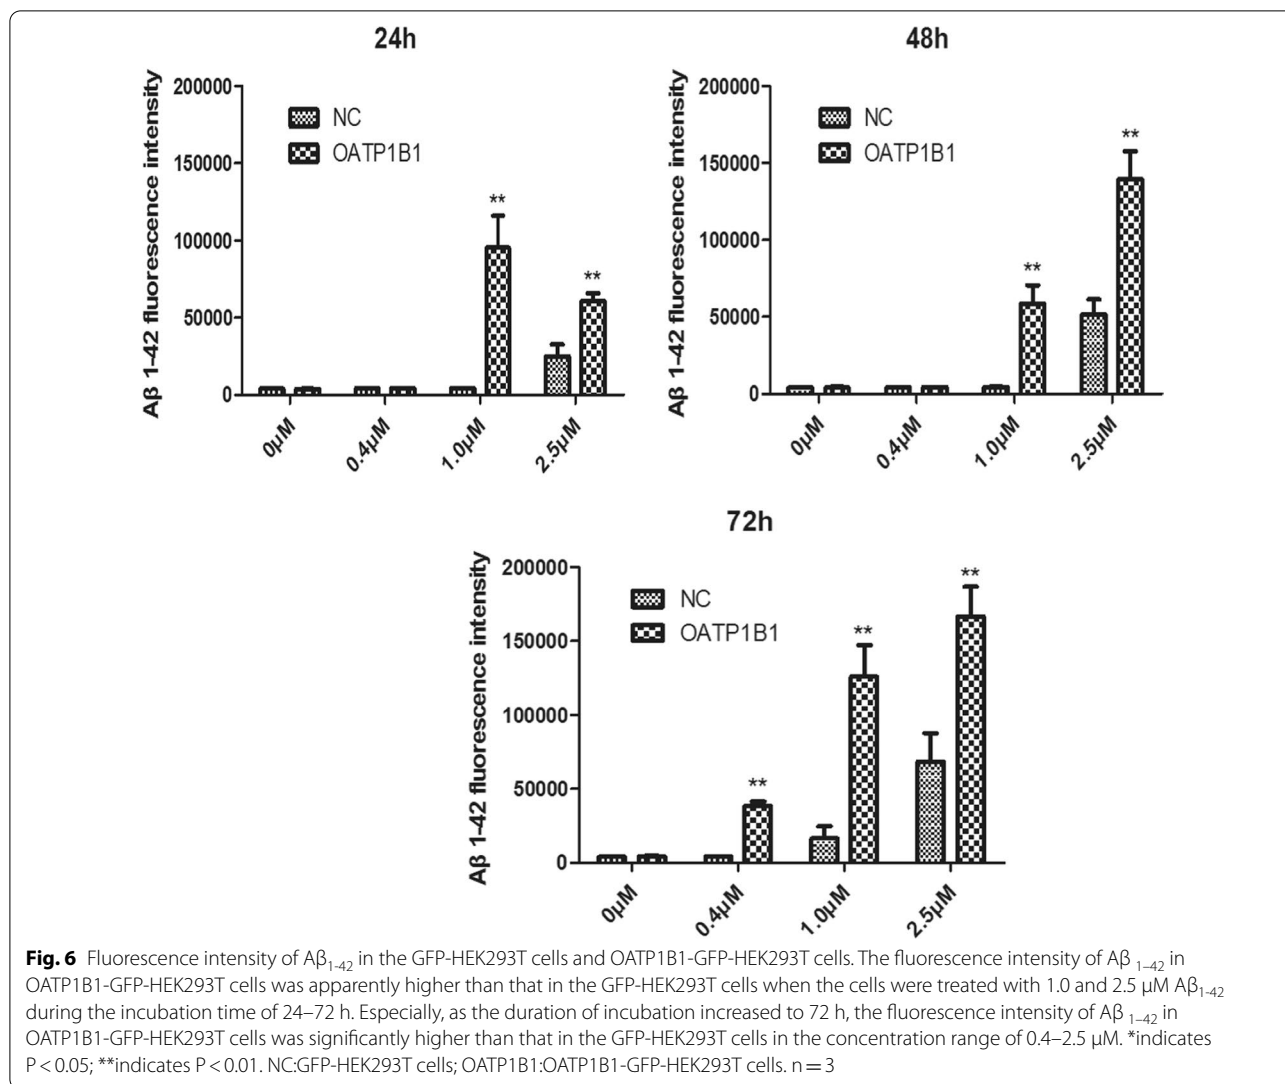 24h
Aβ 1-42 fluorescence intensity
200000
150000
100000
50000
0
NC
OATP1B1
**
**
0µM
0.4µM
1.0µM
2.5µM
48h
Aβ 1-42 fluorescence intensity
200000
150000
100000
50000
0
NC
OATP1B1
**
**
0µM
0.4µM
1.0µM
2.5µM
72h
Aβ 1-42 fluorescence intensity
200000
150000
100000
50000
0
NC
OATP1B1
**
**
**
0µM
0.4µM
1.0µM
2.5µM
Fig. 6 Fluorescence intensity of Aβ1-42 in the GFP-HEK293T cells and OATP1B1-GFP-HEK293T cells. The fluorescence intensity of Aβ 1–42 in
OATP1B1-GFP-HEK293T cells was apparently higher than that in the GFP-HEK293T cells when the cells were treated with 1.0 and 2.5 µM Aβ1-42
during the incubation time of 24–72 h. Especially, as the duration of incubation increased to 72 h, the fluorescence intensity of Aβ 1–42 in
OATP1B1-GFP-HEK293T cells was significantly higher than that in the GFP-HEK293T cells in the concentration range of 0.4–2.5 µM. *indicates
P < 0.05; **indicates P < 0.01. NC:GFP-HEK293T cells; OATP1B1:OATP1B1-GFP-HEK293T cells. n = 3